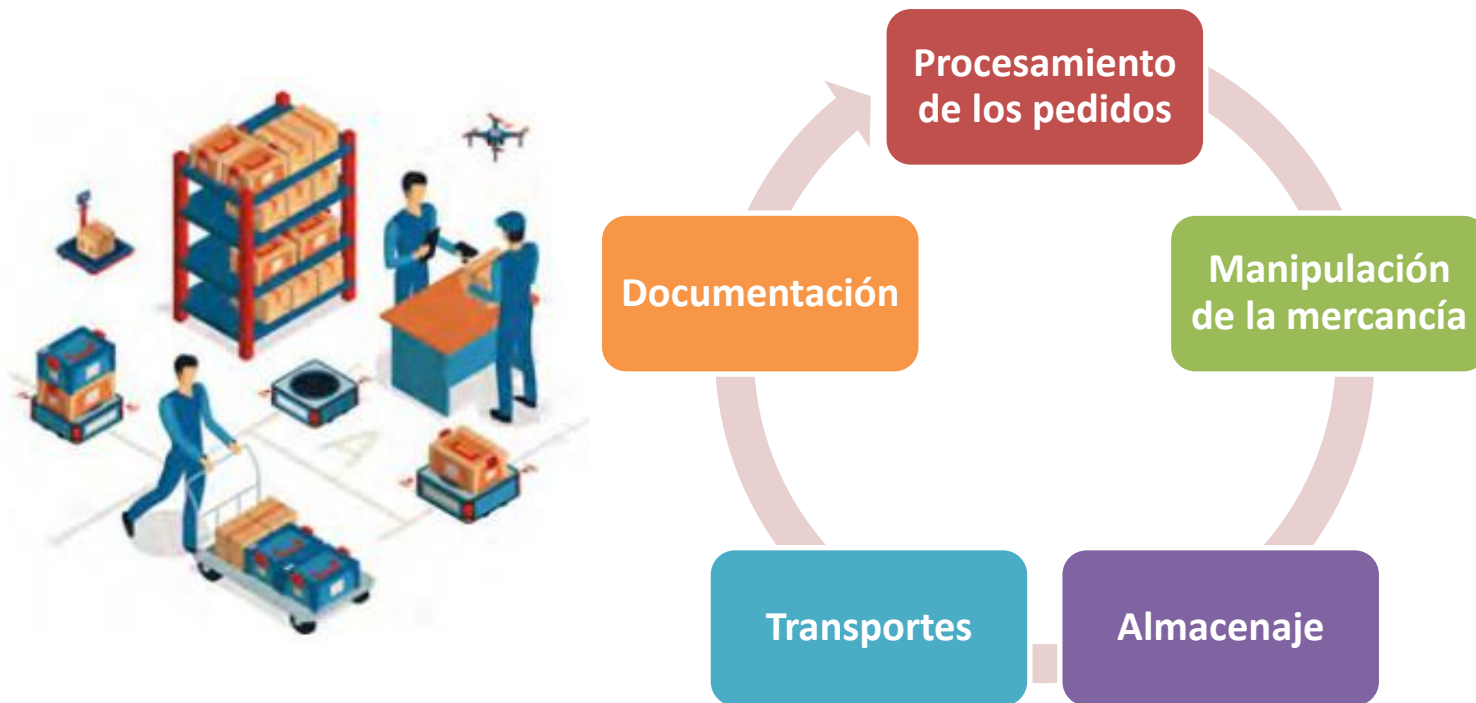 Procesamiento
de los pedidos
Manipulación
de la mercancía
Almacenaje
Transportes
Documentación